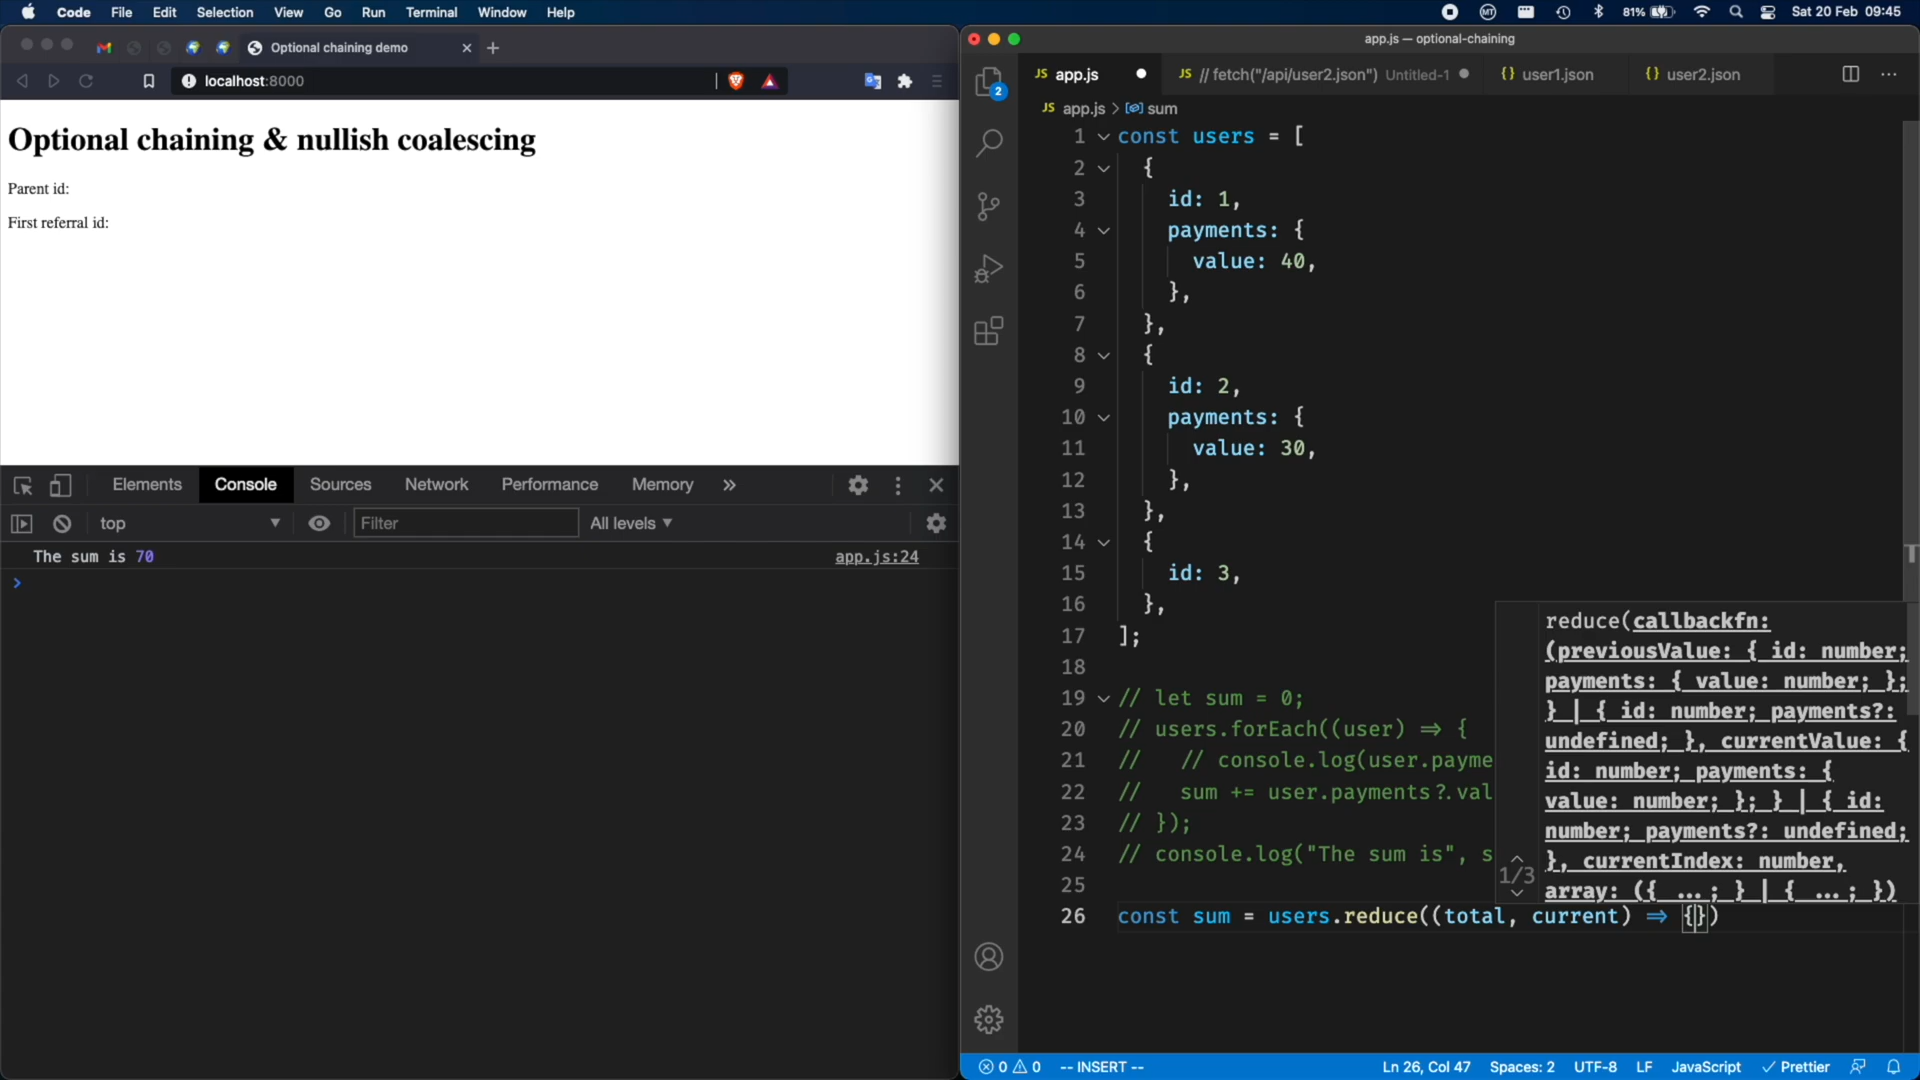 Code File Edit Selection View Go Run Terminal Window Help
81% Sat 20 Feb 09:45
Optional chaining demo
localhost:8000
Optional chaining & nullish coalescing
Parent id:
First referral id:
Elements Console Sources Network Performance Memory
top Filter All levels ▼
The sum is 70 app.js:24
app.js — optional-chaining
2
JS app.js JS // fetch("/api/user2.json") Untitled-1 {} user1.json {} user2.json
JS app.js > sum
1 const users = [
2 {
3 id: 1,
4 payments: {
5 value: 40,
6 },
7 },
8 {
9 id: 2,
10 payments: {
11 value: 30,
12 },
13 },
14 {
15 id: 3,
16 },
17 ];
18
19 // let sum = 0;
20 // users.forEach((user) ⇒ {
21 // // console.log(user.payme
22 // sum += user.payments?.val
23 // });
24 // console.log("The sum is", s
25
26 const sum = users.reduce((total, current) ⇒ {})
reduce(callbackfn:
(previousValue: { id: number;
payments: { value: number; };
} | { id: number; payments?:
undefined; }, currentValue: {
id: number; payments: {
value: number; }; } | { id:
number; payments?: undefined;
}, currentIndex: number,
array: ({ ...; } | { ...; })
1/3
0 0 -- INSERT -- Ln 26, Col 47 Spaces: 2 UTF-8 LF JavaScript Prettier